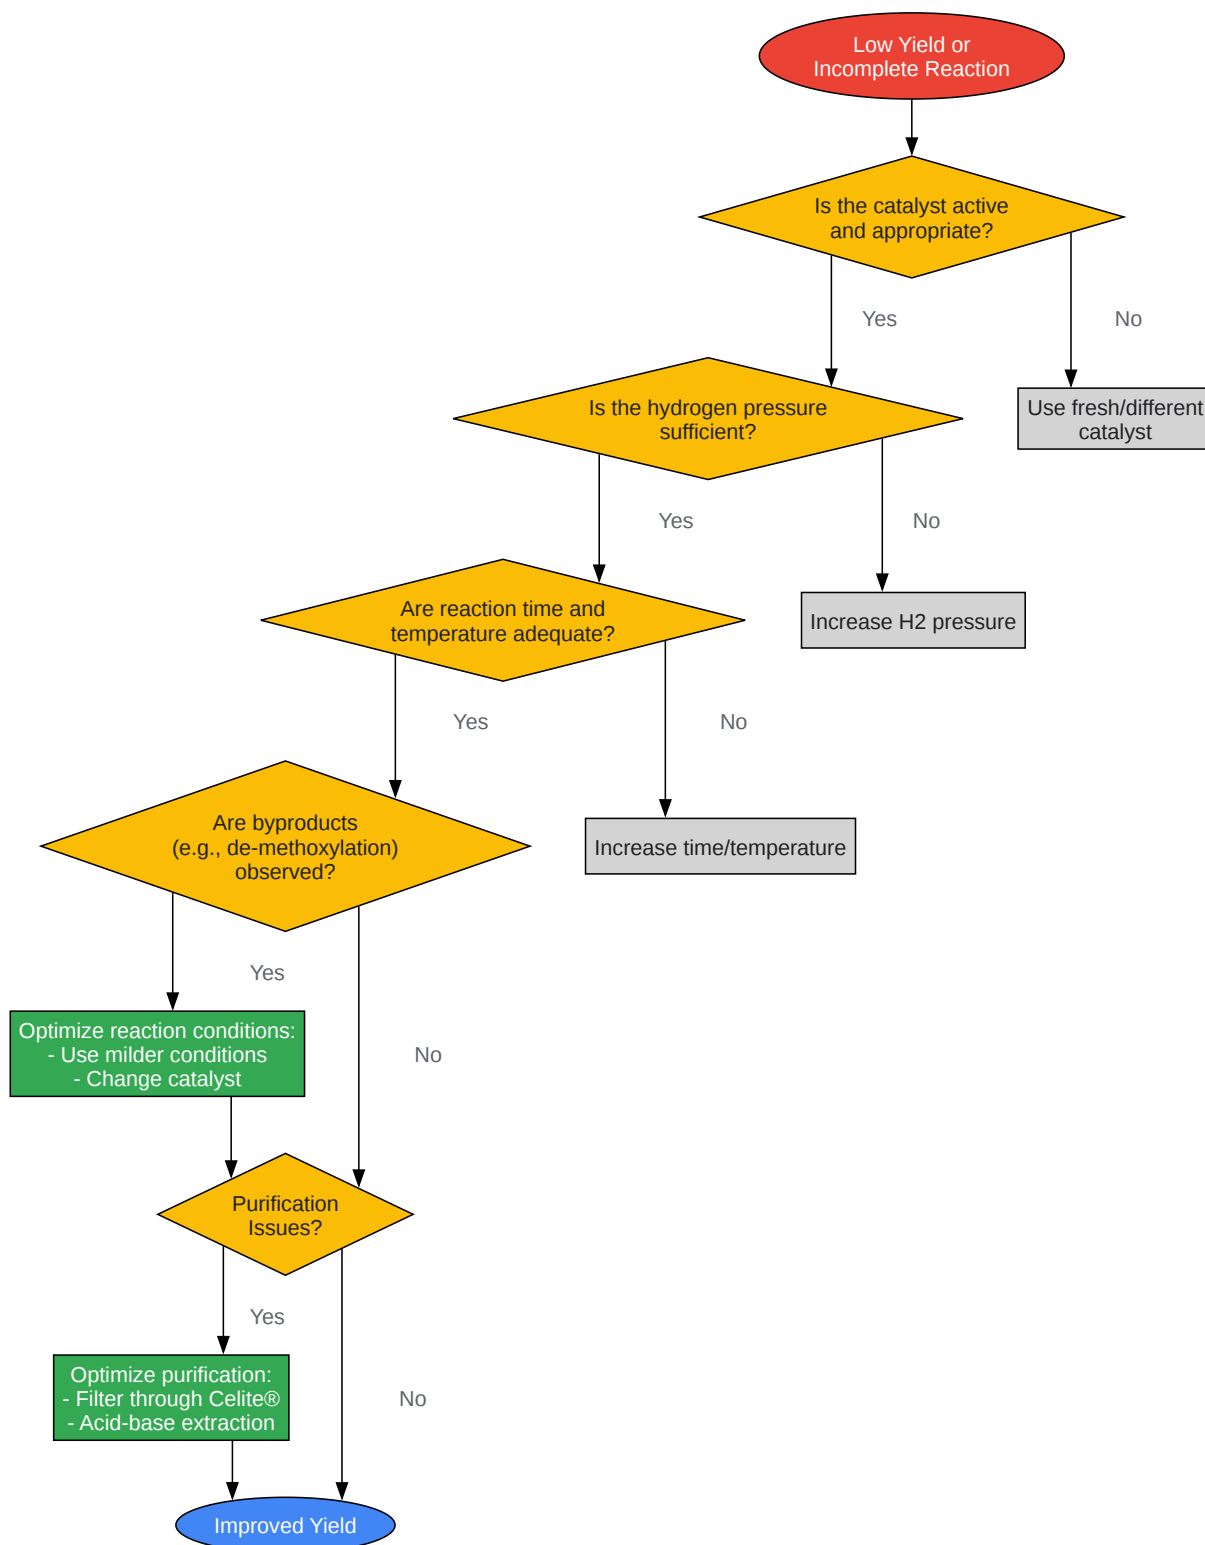 Low Yield or
Incomplete Reaction
Is the catalyst active
and appropriate?
Yes
No
Use fresh/different
catalyst
Is the hydrogen pressure
sufficient?
Yes
No
Increase H2 pressure
Are reaction time and
temperature adequate?
Yes
No
Increase time/temperature
Are byproducts
(e.g., de-methoxylation)
observed?
Yes
No
Optimize reaction conditions:
- Use milder conditions
- Change catalyst
Purification
Issues?
Yes
No
Optimize purification:
- Filter through Celite®
- Acid-base extraction
Improved Yield